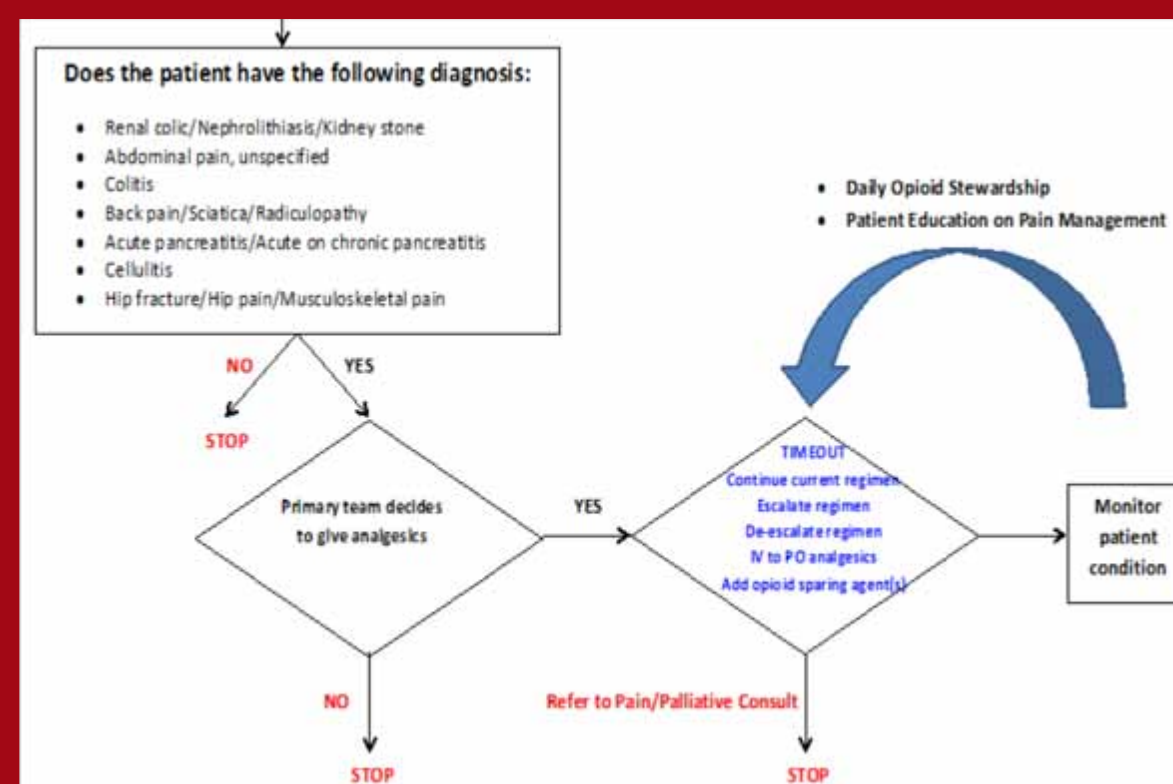 Does the patient have the following diagnosis:
• Renal colic/Nephrolithiasis/Kidney stone
• Abdominal pain, unspecified
• Colitis
• Back pain/Sciatica/Radiculopathy
• Acute pancreatitis/Acute on chronic pancreatitis
• Cellulitis
• Hip fracture/Hip pain/Musculoskeletal pain
• Daily Opioid Stewardship
• Patient Education on Pain Management
NO
YES
STOP
Primary team decides
to give analgesics
YES
TIMEOUT
Continue current regimen
Escalate regimen
De-escalate regimen
IV to PO analgesics
Add opioid sparing agent(s)
Monitor
patient
condition
NO
STOP
Refer to Pain/Palliative Consult
STOP